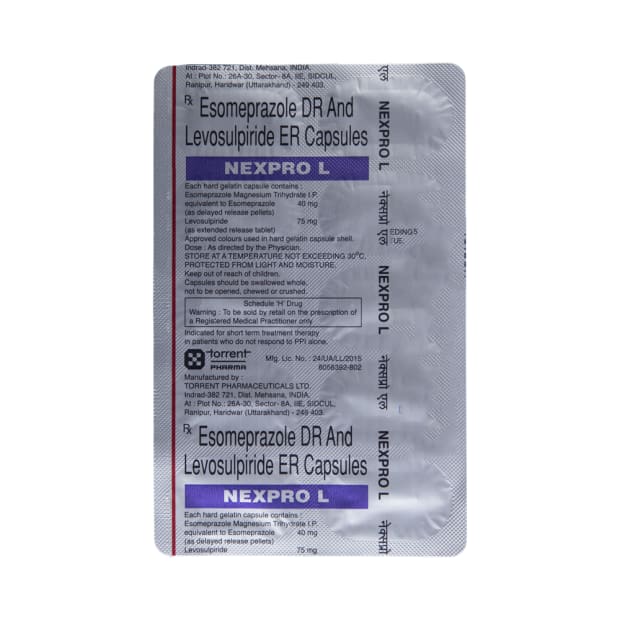 Indrad-382 721, Dist. Mehsana, INDIA.
At : Plot No.: 26A-30, Sector- 8A, IIE, SIDCUL,
Ranipur, Haridwar (Uttarakhand) - 249 403.
Rx Esomeprazole DR And
Levosulpiride ER Capsules
NEXPRO L
Each hard gelatin capsule contains :
Esomeprazole Magnesium Trihydrate I.P.
equivalent to Esomeprazole 40 mg
(as delayed release pellets)
Levosulpiride 75 mg
(as extended release tablet)
Approved colours used in hard gelatin capsule shell.
Dose : As directed by the Physician.
STORE AT A TEMPERATURE NOT EXCEEDING 30°C,
PROTECTED FROM LIGHT AND MOISTURE.
Keep out of reach of children.
Capsules should be swallowed whole,
not to be opened, chewed or crushed.
Schedule 'H' Drug
Warning : To be sold by retail on the prescription of
a Registered Medical Practitioner only
Indicated for short term treatment therapy
in patients who do not respond to PPI alone.
torrent
PHARMA
Mfg. Lic. No. : 24/UA/LL/2015
8058392-802
Manufactured by :
TORRENT PHARMACEUTICALS LTD.
Indrad-382 721, Dist. Mehsana, INDIA.
At : Plot No.: 26A-30, Sector- 8A, IIE, SIDCUL,
Ranipur, Haridwar (Uttarakhand) - 249 403.
Rx Esomeprazole DR And
Levosulpiride ER Capsules
NEXPRO L
Each hard gelatin capsule contains :
Esomeprazole Magnesium Trihydrate I.P.
equivalent to Esomeprazole 40 mg
(as delayed release pellets)
Levosulpiride 75 mg
एल
NEXPRO L
नेक्सप्रो एल
NEXPRO L
नेक्सप्रो एल
NEXPRO L
नेक्सप्रो
EDING5
TUE.